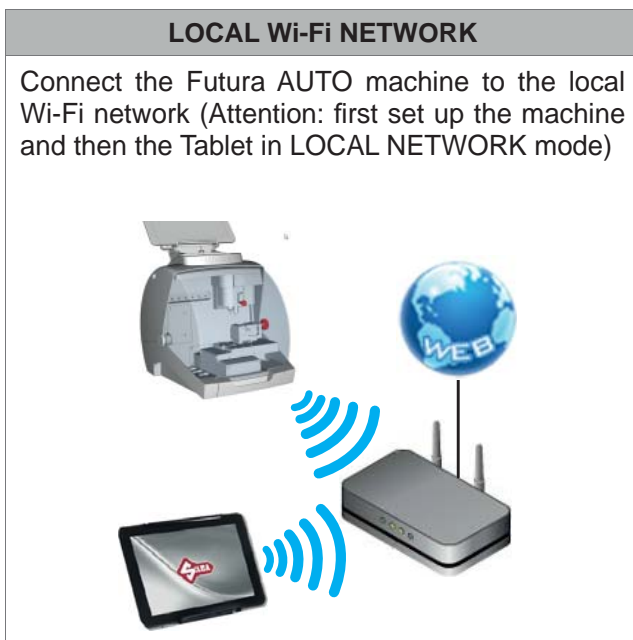 LOCAL Wi-Fi NETWORK
Connect the Futura AUTO machine to the local
Wi-Fi network (Attention: first set up the machine
and then the Tablet in LOCAL NETWORK mode)
WEB
SILCA